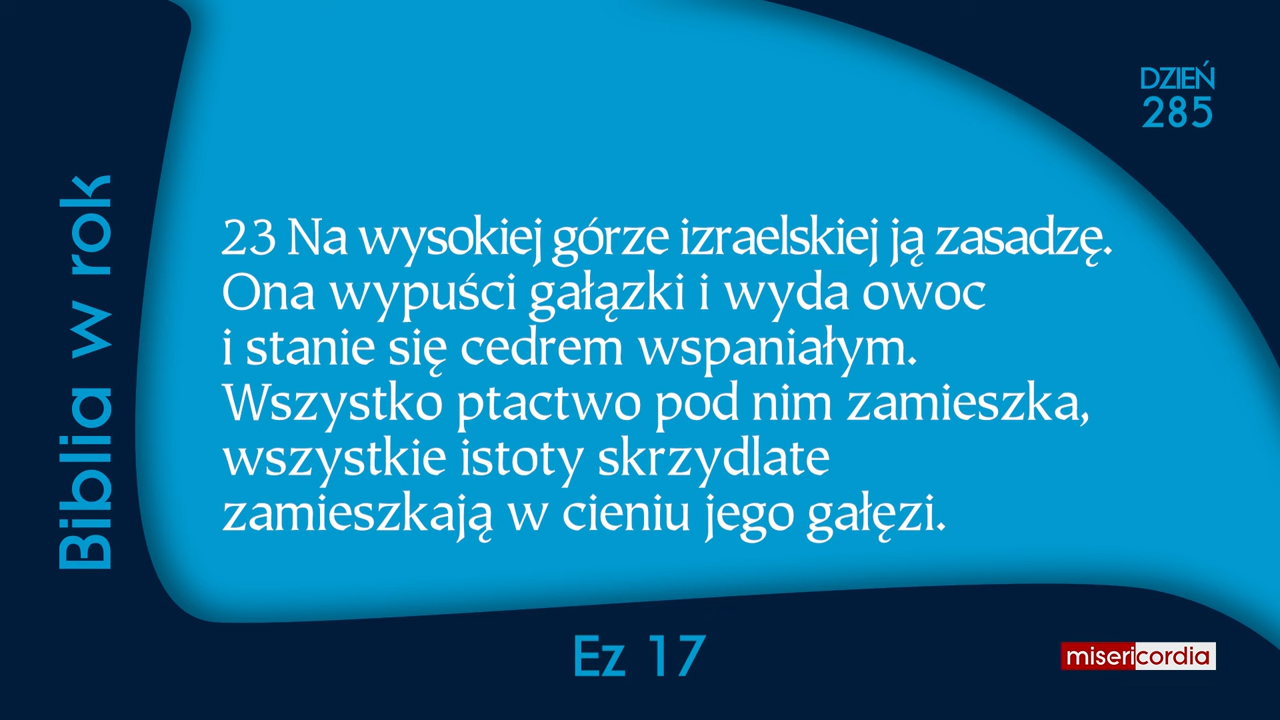 DZIEŃ
285
Biblia w rok
23 Na wysokiej górze izraelskiej ją zasadzę.
Ona wypuści gałązki i wyda owoc
i stanie się cedrem wspaniałym.
Wszystko ptactwo pod nim zamieszka,
wszystkie istoty skrzydlate
zamieszkają w cieniu jego gałęzi.
Ez 17
misericordia